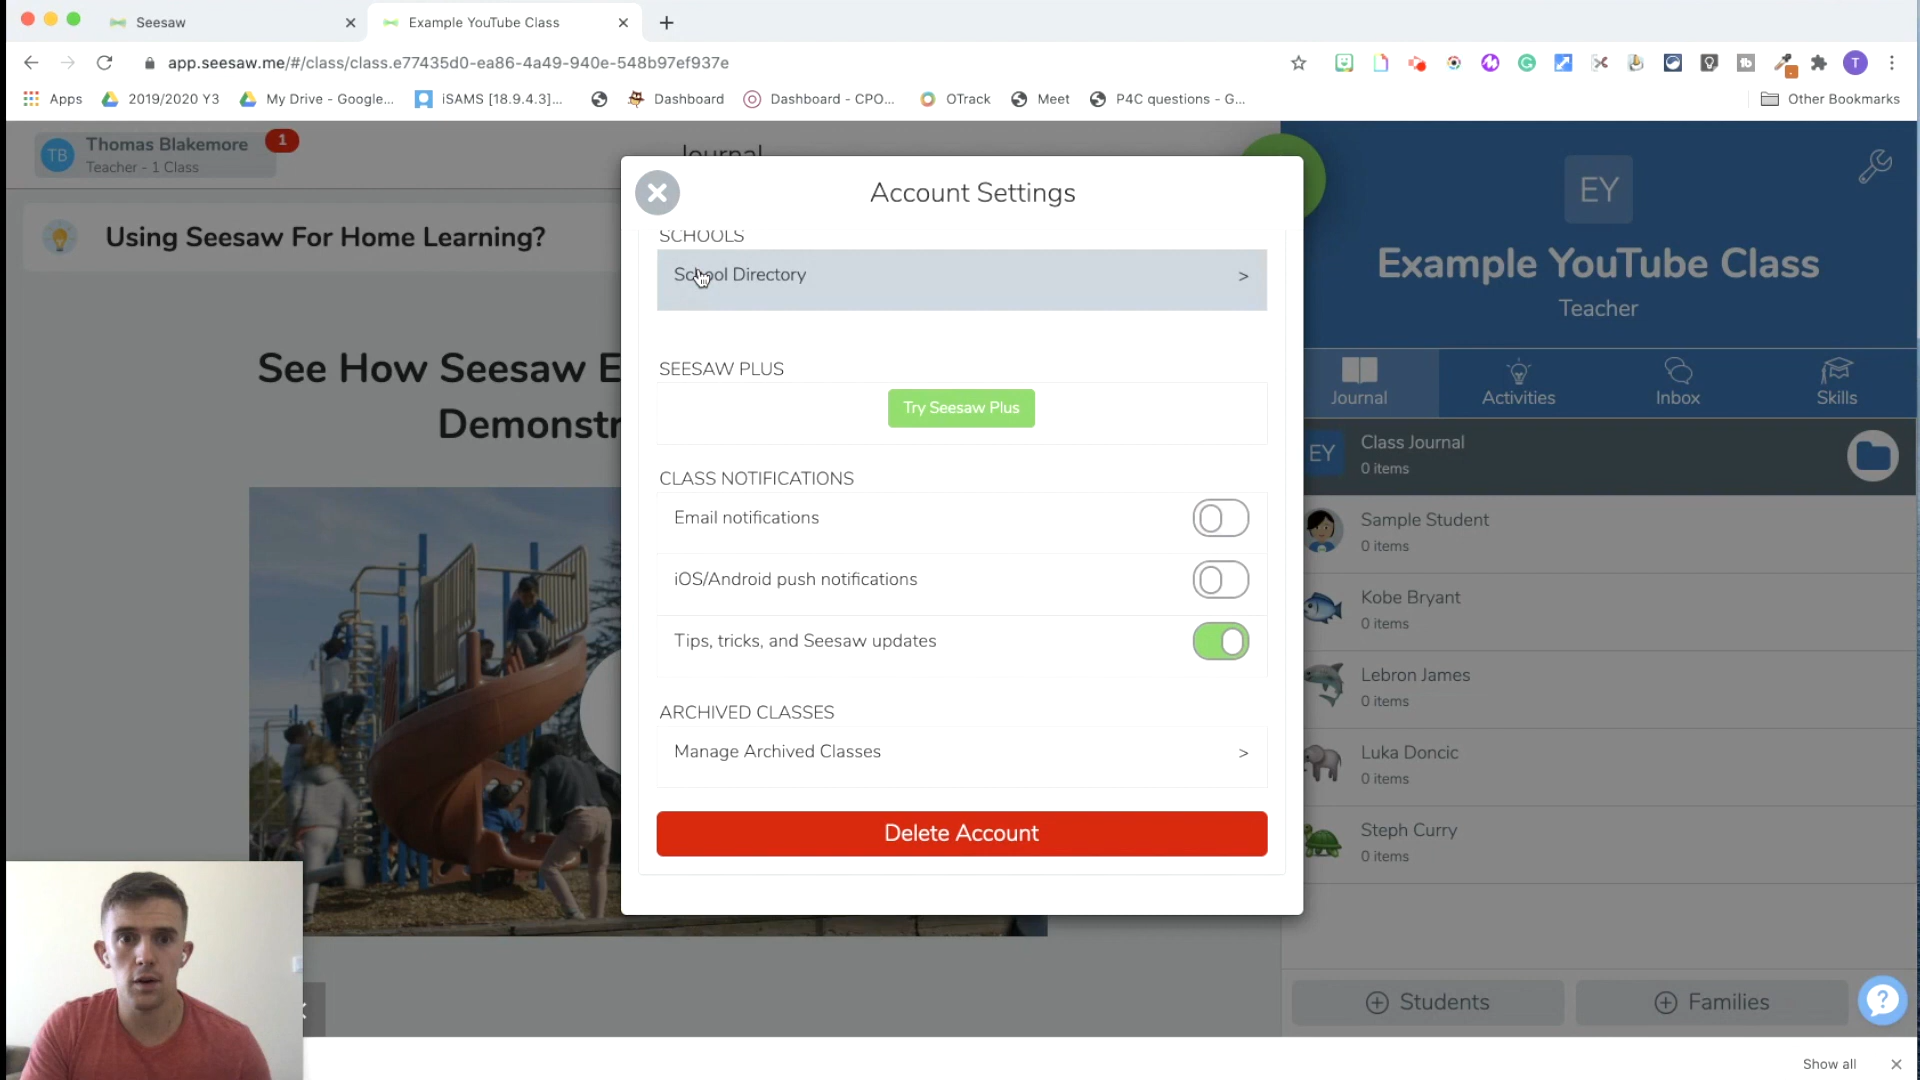 Seesaw
Example YouTube Class
app.seesaw.me/#/class/class.e77435d0-ea86-4a49-940e-548b97ef937e
T
Apps
2019/2020 Y3
My Drive - Google...
iSAMS [18.9.4.3]...
Dashboard
Dashboard - CPO...
OTrack
Meet
P4C questions - G...
Other Bookmarks
TB
Thomas Blakemore
Teacher - 1 Class
1
Journal
Using Seesaw For Home Learning?
See How Seesaw E
Demonstr
Account Settings
SCHOOLS
School Directory >
SEESAW PLUS
Try Seesaw Plus
CLASS NOTIFICATIONS
Email notifications
iOS/Android push notifications
Tips, tricks, and Seesaw updates
ARCHIVED CLASSES
Manage Archived Classes >
Delete Account
EY
Example YouTube Class
Teacher
Journal
Activities
Inbox
Skills
EY
Class Journal
0 items
Sample Student
0 items
Kobe Bryant
0 items
Lebron James
0 items
Luka Doncic
0 items
Steph Curry
0 items
Students
Families
?
Show all